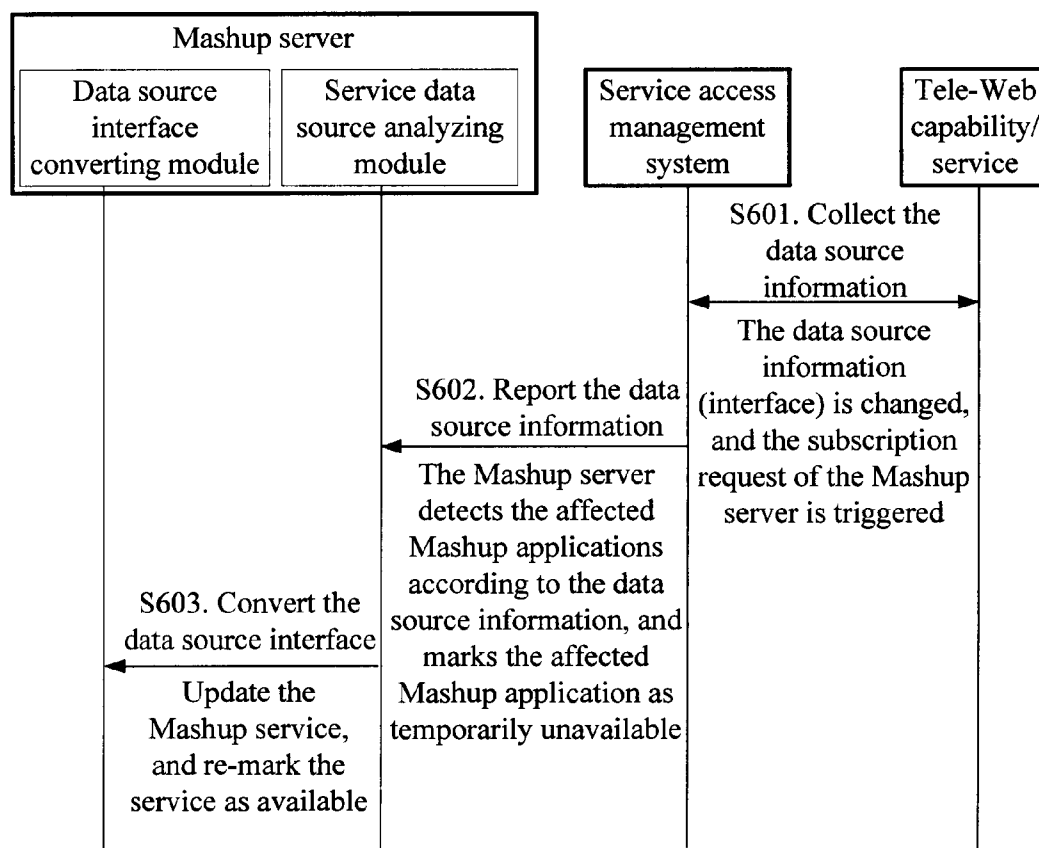 Mashup server
Data source
interface
converting module
Service data
source analyzing
module
Service access
management
system
Tele-Web
capability/
service
S601. Collect the
data source
information
The data source
information
(interface) is changed,
and the subscription
request of the Mashup
server is triggered
S602. Report the data
source information
The Mashup server
detects the affected
Mashup applications
according to the data
source information, and
marks the affected
Mashup application as
temporarily unavailable
S603. Convert the
data source interface
Update the
Mashup service,
and re-mark the
service as available